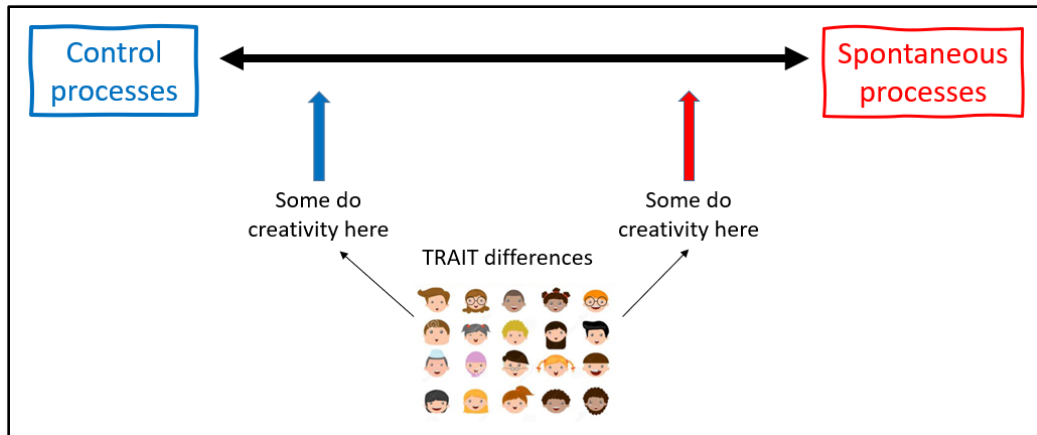 Control
processes
Spontaneous
processes
Some do
creativity here
Some do
creativity here
TRAIT differences